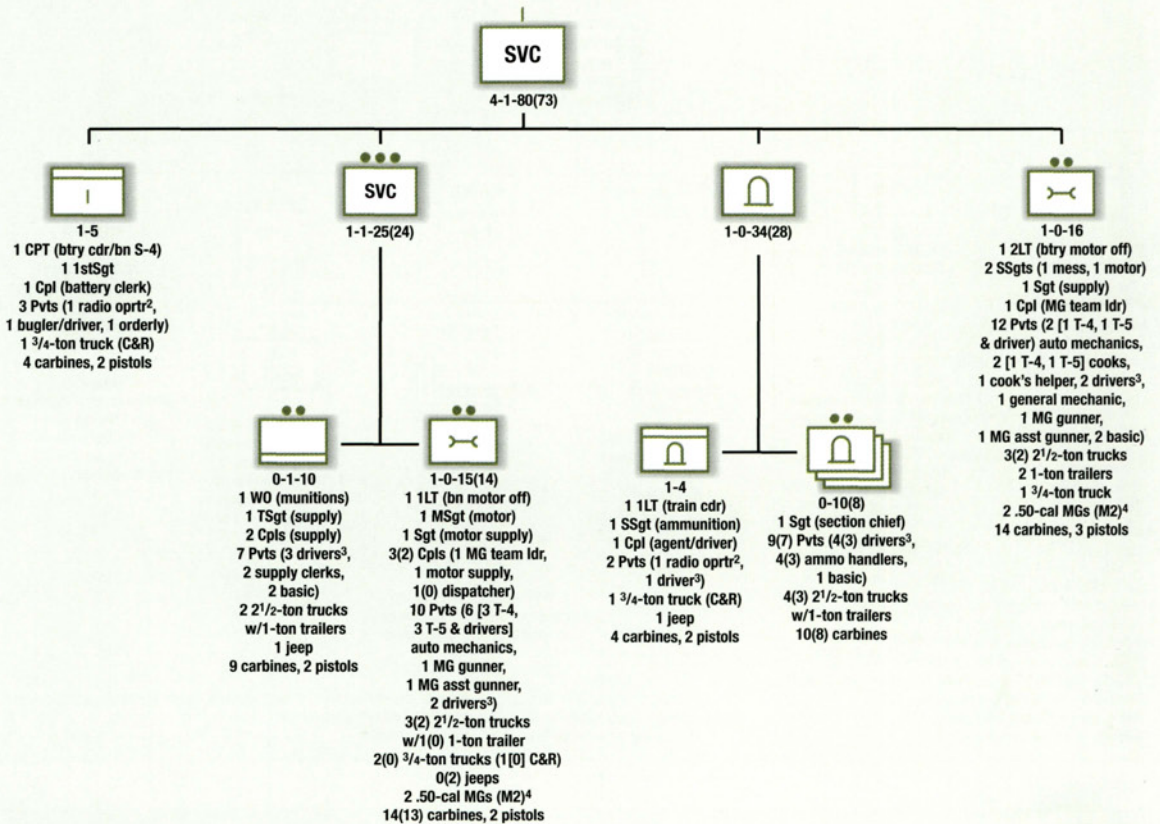 SVC
4-1-80(73)
1-5
1 CPT (btry cdr/bn S-4)
1 1stSgt
1 Cpl (battery clerk)
3 Pvts (1 radio oprtr²,
1 bugler/driver, 1 orderly)
1 3/4-ton truck (C&R)
4 carbines, 2 pistols
SVC
1-1-25(24)
1-0-34(28)
1-0-16
1 2LT (btry motor off)
2 SSgts (1 mess, 1 motor)
1 Sgt (supply)
1 Cpl (MG team ldr)
12 Pvts (2 [1 T-4, 1 T-5
& driver) auto mechanics,
2 [1 T-4, 1 T-5] cooks,
1 cook's helper, 2 drivers³,
1 general mechanic,
1 MG gunner,
1 MG asst gunner, 2 basic)
3(2) 2 1/2-ton trucks
2 1-ton trailers
1 3/4-ton truck
2 .50-cal MGs (M2)⁴
14 carbines, 3 pistols
0-1-10
1 WO (munitions)
1 TSgt (supply)
2 Cpls (supply)
7 Pvts (3 drivers³,
2 supply clerks,
2 basic)
2 2 1/2-ton trucks
w/1-ton trailers
1 jeep
9 carbines, 2 pistols
1-0-15(14)
1 1LT (bn motor off)
1 MSgt (motor)
1 Sgt (motor supply)
3(2) Cpls (1 MG team ldr,
1 motor supply,
1(0) dispatcher)
10 Pvts (6 [3 T-4,
3 T-5 & drivers]
auto mechanics,
1 MG gunner,
1 MG asst gunner,
2 drivers³)
3(2) 2 1/2-ton trucks
w/1(0) 1-ton trailer
2(0) 3/4-ton trucks (1[0] C&R)
0(2) jeeps
2 .50-cal MGs (M2)⁴
14(13) carbines, 2 pistols
1-4
1 1LT (train cdr)
1 SSgt (ammunition)
1 Cpl (agent/driver)
2 Pvts (1 radio oprtr²,
1 driver³)
1 3/4-ton truck (C&R)
1 jeep
4 carbines, 2 pistols
0-10(8)
1 Sgt (section chief)
9(7) Pvts (4(3) drivers³,
4(3) ammo handlers,
1 basic)
4(3) 2 1/2-ton trucks
w/1-ton trailers
10(8) carbines